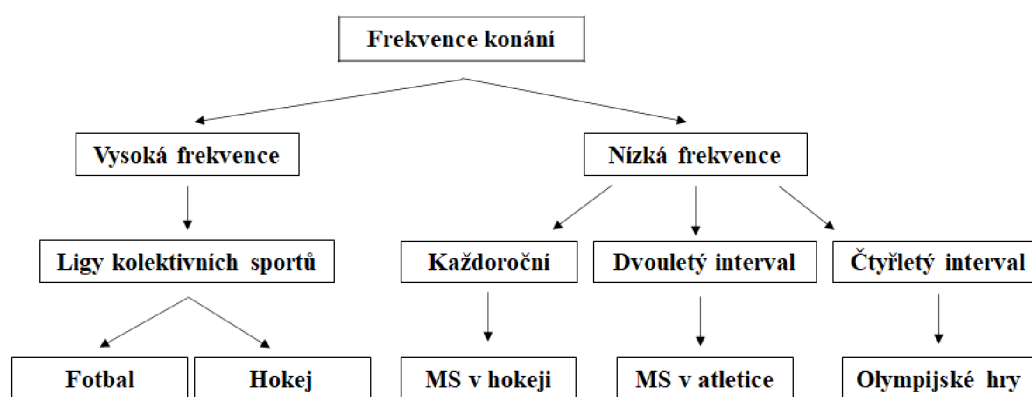 Frekvence konání
Vysoká frekvence
Nízká frekvence
Ligy kolektivních sportů
Každoroční
Dvouletý interval
Čtyřletý interval
Fotbal
Hokej
MS v hokeji
MS v atletice
Olympijské hry